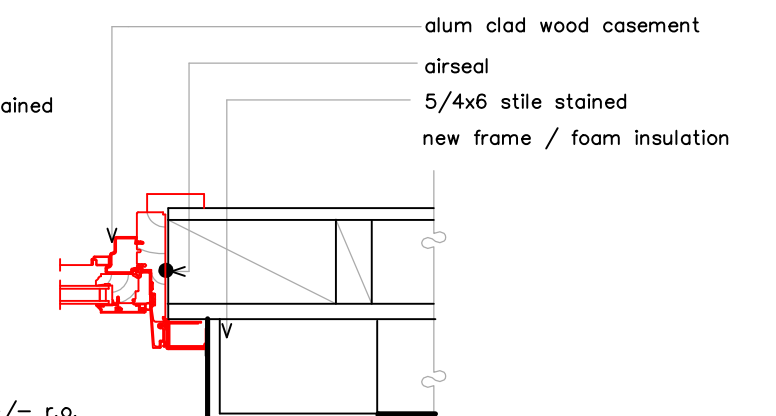 alum clad wood casement
airseal
ained
5/4x6 stile stained
new frame / foam insulation
/- r.o.